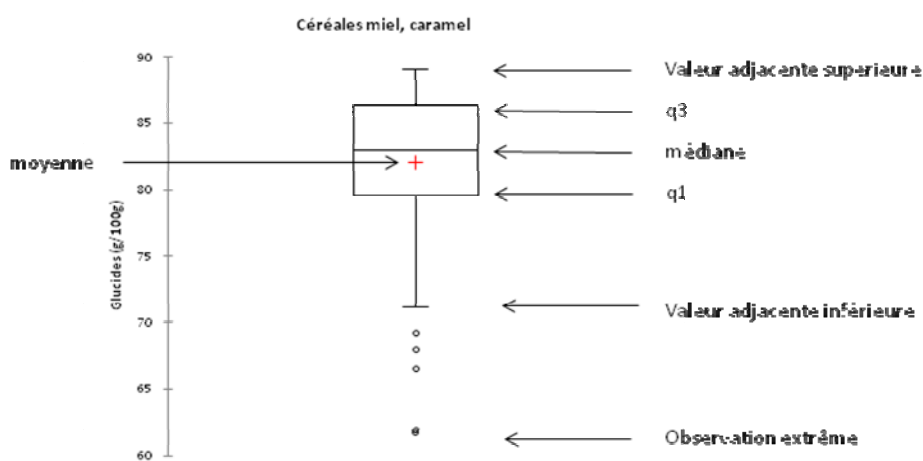 Céréales miel, caramel
90
85
80
75
70
65
60
Glucides (g/100g)
moyenne
Valeur adjacente superieure
q3
médiane
q1
Valeur adjacente inférieure
Observation extrême